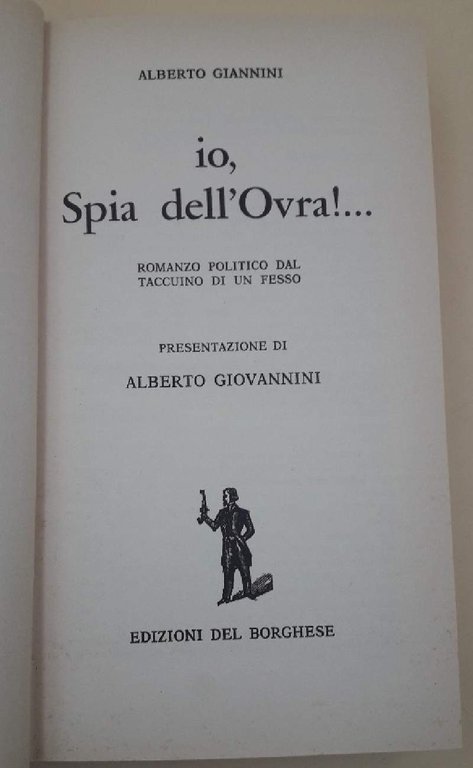 ALBERTO GIANNINI
io,
Spia dell'Ovra!...
ROMANZO POLITICO DAL
TACCUINO DI UN FESSO
PRESENTAZIONE DI
ALBERTO GIOVANNINI
EDIZIONI DEL BORGHESE